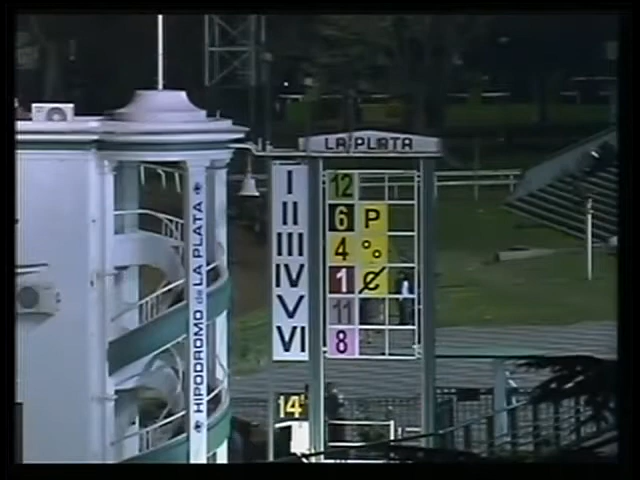 LA PLATA
I 12
II 6 P
III 4 %
IV 1 ȼ
V 11
VI 8
14
HIPODROMO de LA PLATA